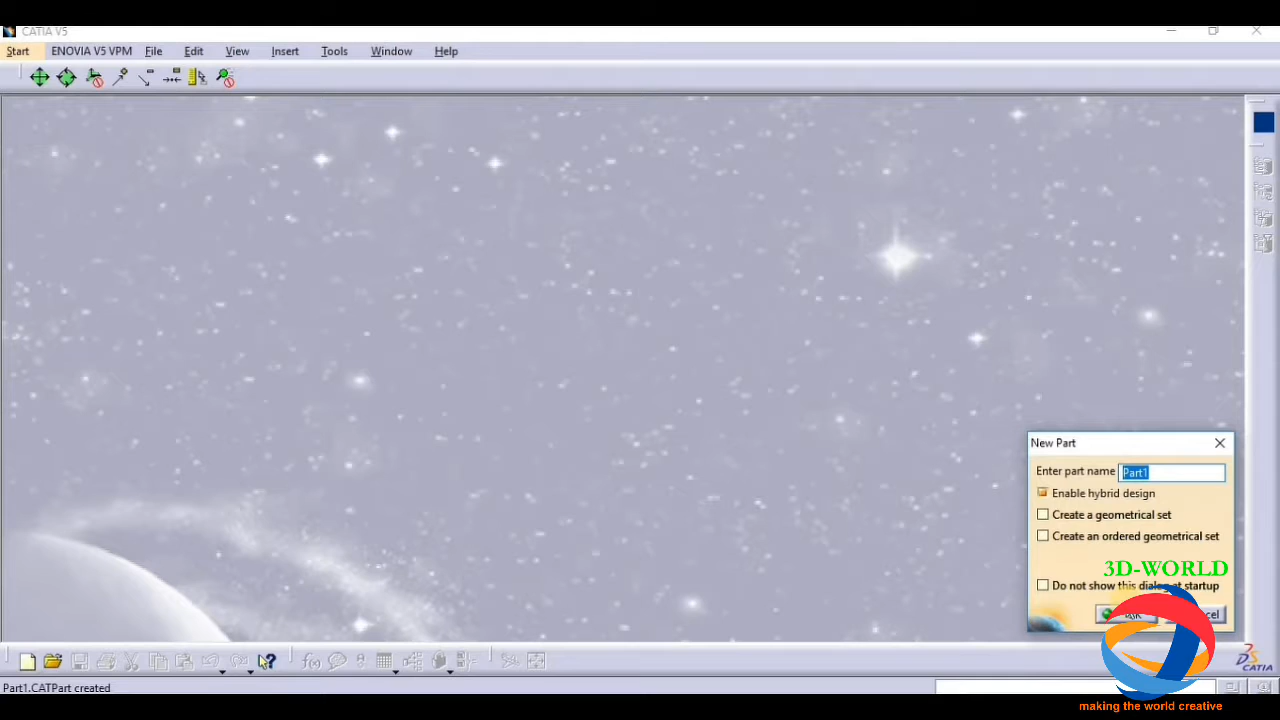 CATIA V5
Start ENOVIA V5 VPM File Edit View Insert Tools Window Help
New Part
Enter part name Part1
Enable hybrid design
Create a geometrical set
Create an ordered geometrical set
3D-WORLD
Do not show this dialog at startup
f(x)
CATIA
Part1.CATPart created
making the world creative